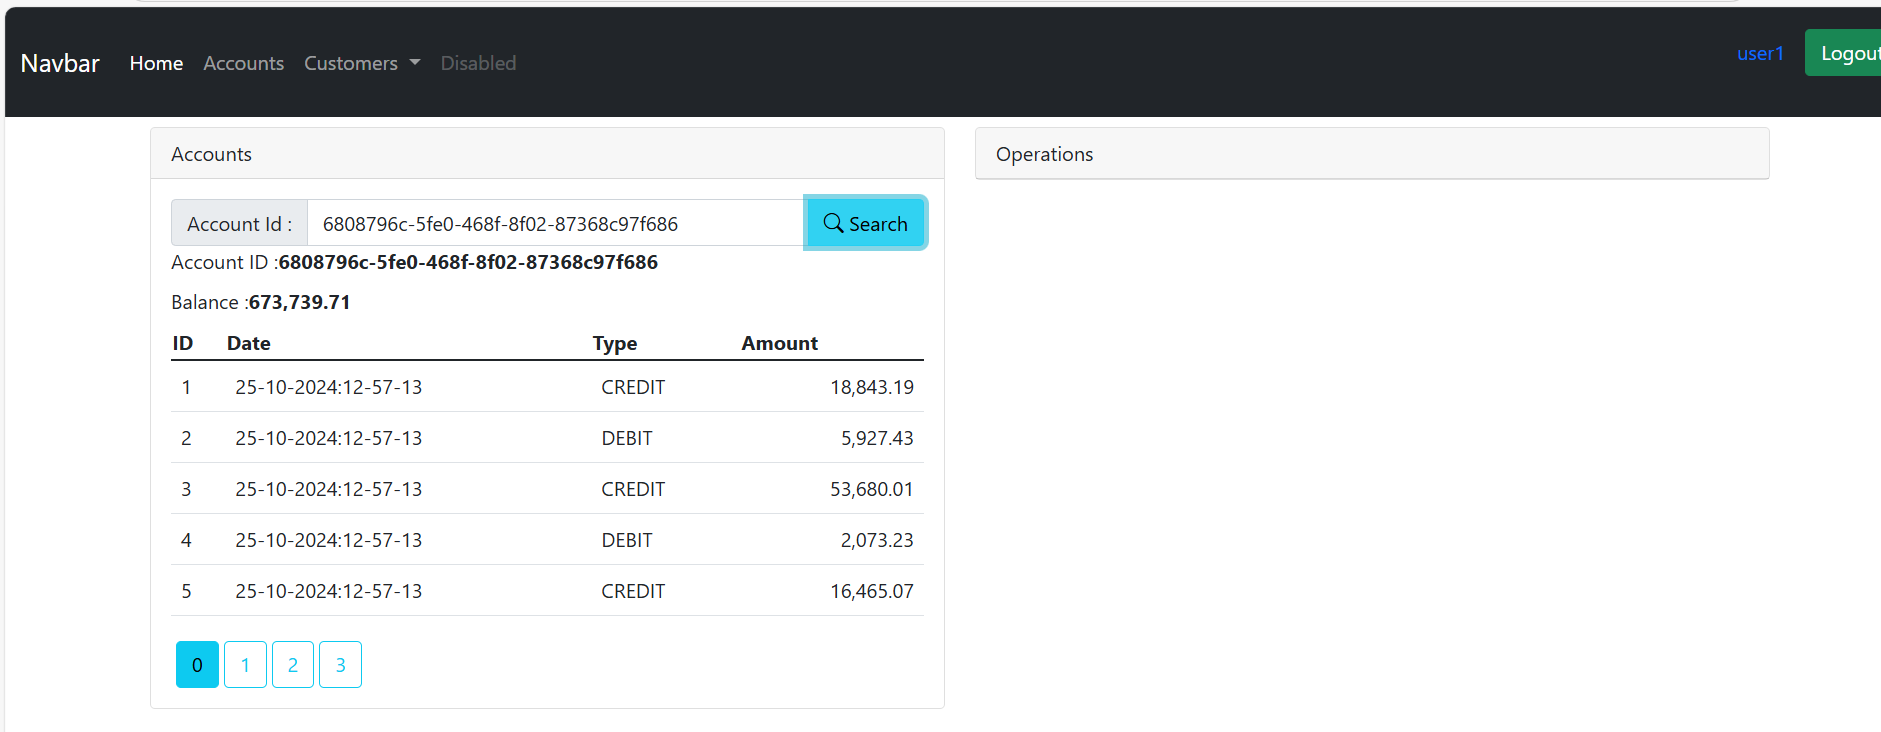 Navbar Home Accounts Customers Disabled user1 Logout
Accounts
Account Id : 6808796c-5fe0-468f-8f02-87368c97f686 Search
Account ID :6808796c-5fe0-468f-8f02-87368c97f686
Balance :673,739.71
ID Date Type Amount
1 25-10-2024:12-57-13 CREDIT 18,843.19
2 25-10-2024:12-57-13 DEBIT 5,927.43
3 25-10-2024:12-57-13 CREDIT 53,680.01
4 25-10-2024:12-57-13 DEBIT 2,073.23
5 25-10-2024:12-57-13 CREDIT 16,465.07
0 1 2 3
Operations